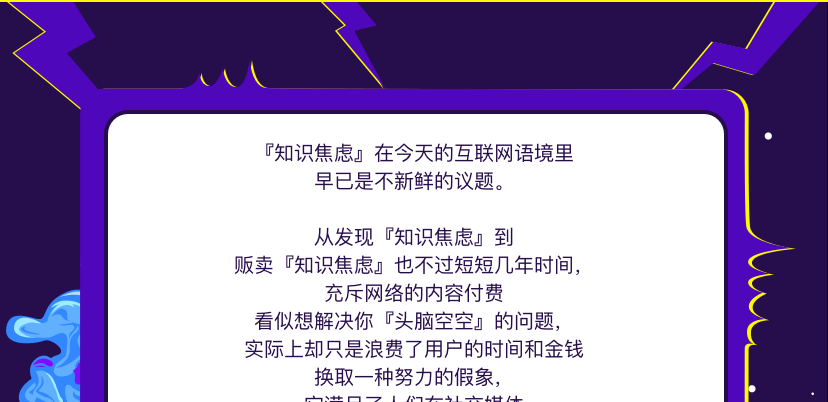 『知识焦虑』在今天的互联网语境里
早已是不新鲜的议题。
从发现『知识焦虑』到
贩卖『知识焦虑』也不过短短几年时间，
充斥网络的内容付费
看似想解决你『头脑空空』的问题，
实际上却只是浪费了用户的时间和金钱
换取一种努力的假象，